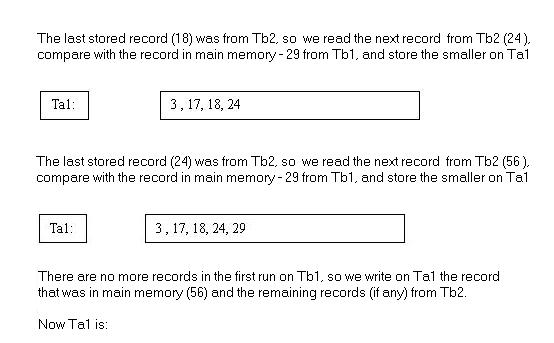 The last stored record (18) was from Tb2, so we read the next record from Tb2 (24),
compare with the record in main memory - 29 from Tb1, and store the smaller on Ta1
Ta1:
3 , 17, 18, 24
The last stored record (24) was from Tb2, so we read the next record from Tb2 (56),
compare with the record in main memory - 29 from Tb1, and store the smaller on Ta1
Ta1:
3 , 17, 18, 24, 29
There are no more records in the first run on Tb1, so we write on Ta1 the record
that was in main memory (56) and the remaining records (if any) from Tb2.
Now Ta1 is: